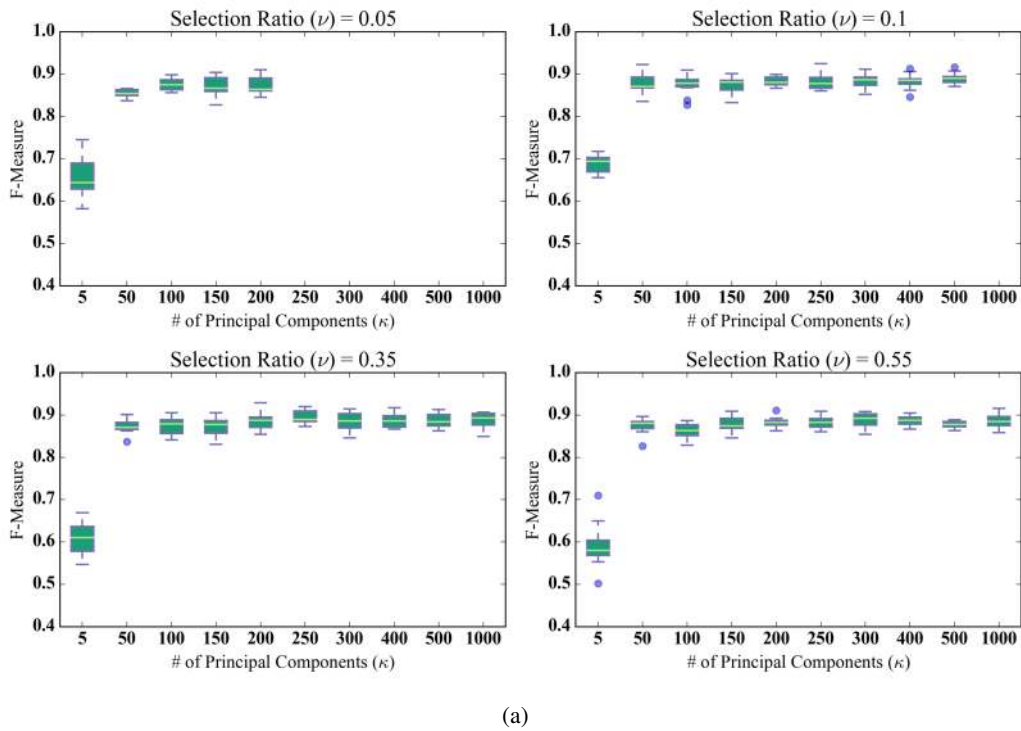 Selection Ratio (ν) = 0.05
1.0
0.9
0.8
0.7
0.6
0.5
0.4
F-Measure
5 50 100 150 200 250 300 400 500 1000
# of Principal Components (κ)
Selection Ratio (ν) = 0.1
1.0
0.9
0.8
0.7
0.6
0.5
0.4
F-Measure
5 50 100 150 200 250 300 400 500 1000
# of Principal Components (κ)
Selection Ratio (ν) = 0.35
1.0
0.9
0.8
0.7
0.6
0.5
0.4
F-Measure
5 50 100 150 200 250 300 400 500 1000
# of Principal Components (κ)
Selection Ratio (ν) = 0.55
1.0
0.9
0.8
0.7
0.6
0.5
0.4
F-Measure
5 50 100 150 200 250 300 400 500 1000
# of Principal Components (κ)
(a)